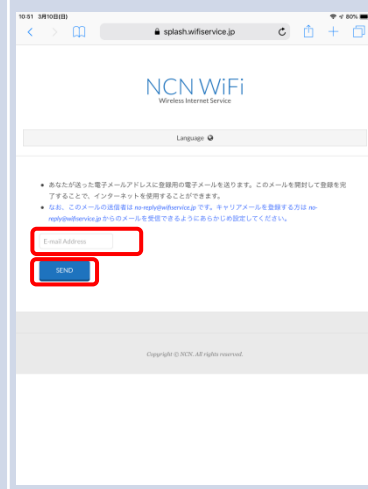 10:51 3月10日(日)
80%
splash.wifiservice.jp
NCN WiFi
Wireless Internet Service
Language
あなたが送った電子メールアドレスに登録用の電子メールを送ります。このメールを開封して登録を完
了することで、インターネットを使用することができます。
なお、このメールの送信者は no-reply@wifiservice.jp です。キャリアメールを登録する方は no-
reply@wifiservice.jp からのメールを受信できるようにあらかじめ設定してください。
E-mail Address
SEND
Copyright © NCN. All rights reserved.